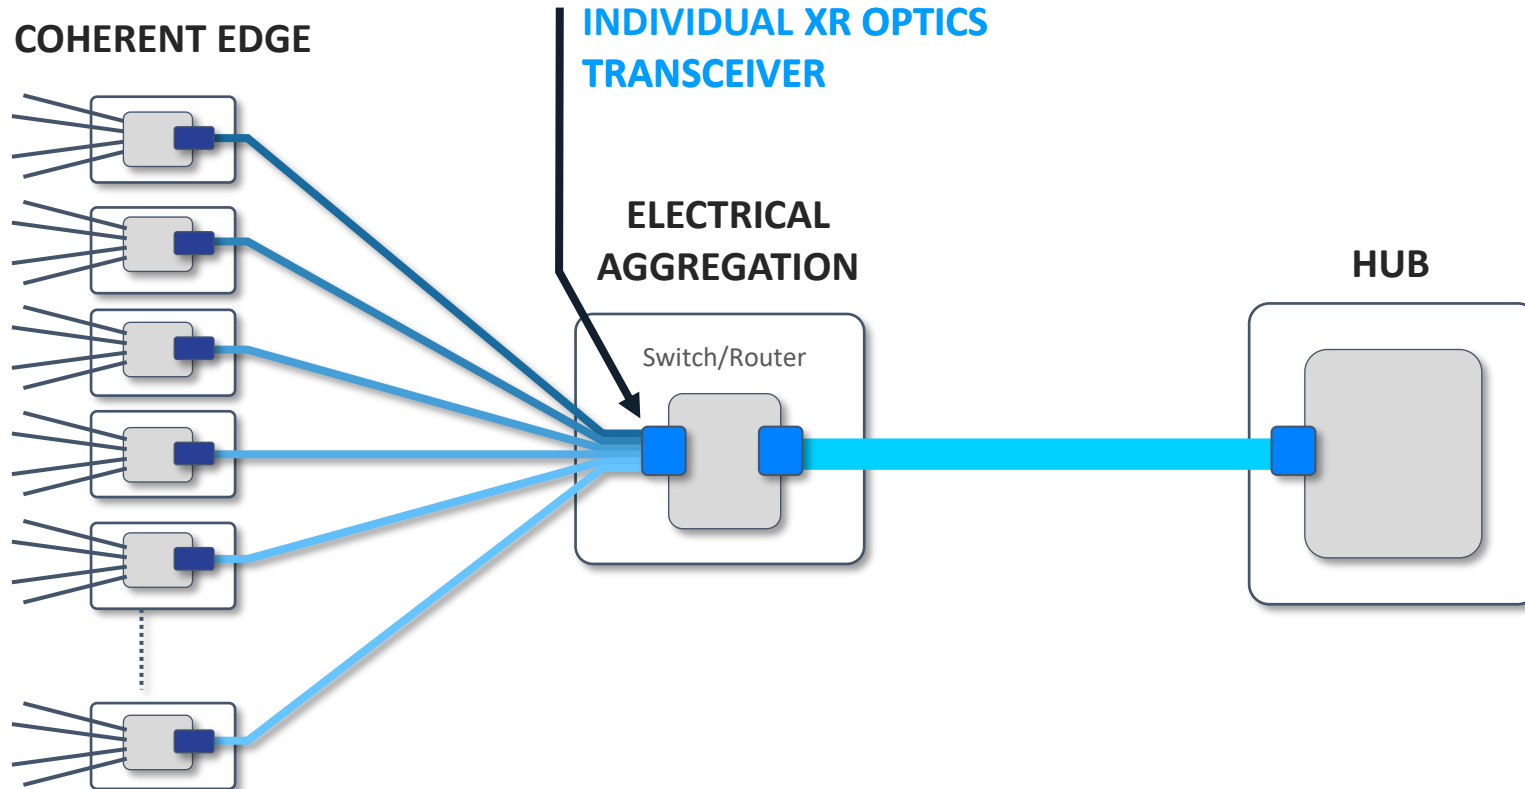 COHERENT EDGE
INDIVIDUAL XR OPTICS
TRANSCEIVER
ELECTRICAL
AGGREGATION
Switch/Router
HUB